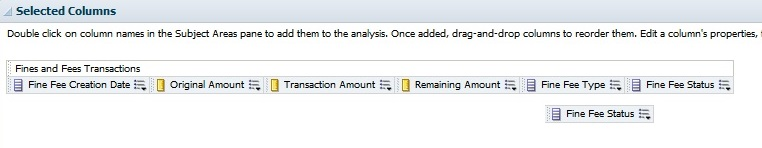 Selected Columns
Double click on column names in the Subject Areas pane to add them to the analysis. Once added, drag-and-drop columns to reorder them. Edit a column's properties,
Fines and Fees Transactions
Fine Fee Creation Date Original Amount Transaction Amount Remaining Amount Fine Fee Type Fine Fee Status
Fine Fee Status